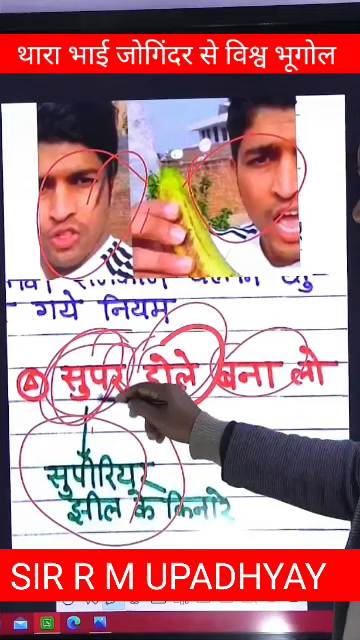 थारा भाई जोगिंदर से विश्व भूगोल
गये नियम
A सुपर डोले बना लो
सुपीरियर
झील के किनारे
SIR R M UPADHYAY